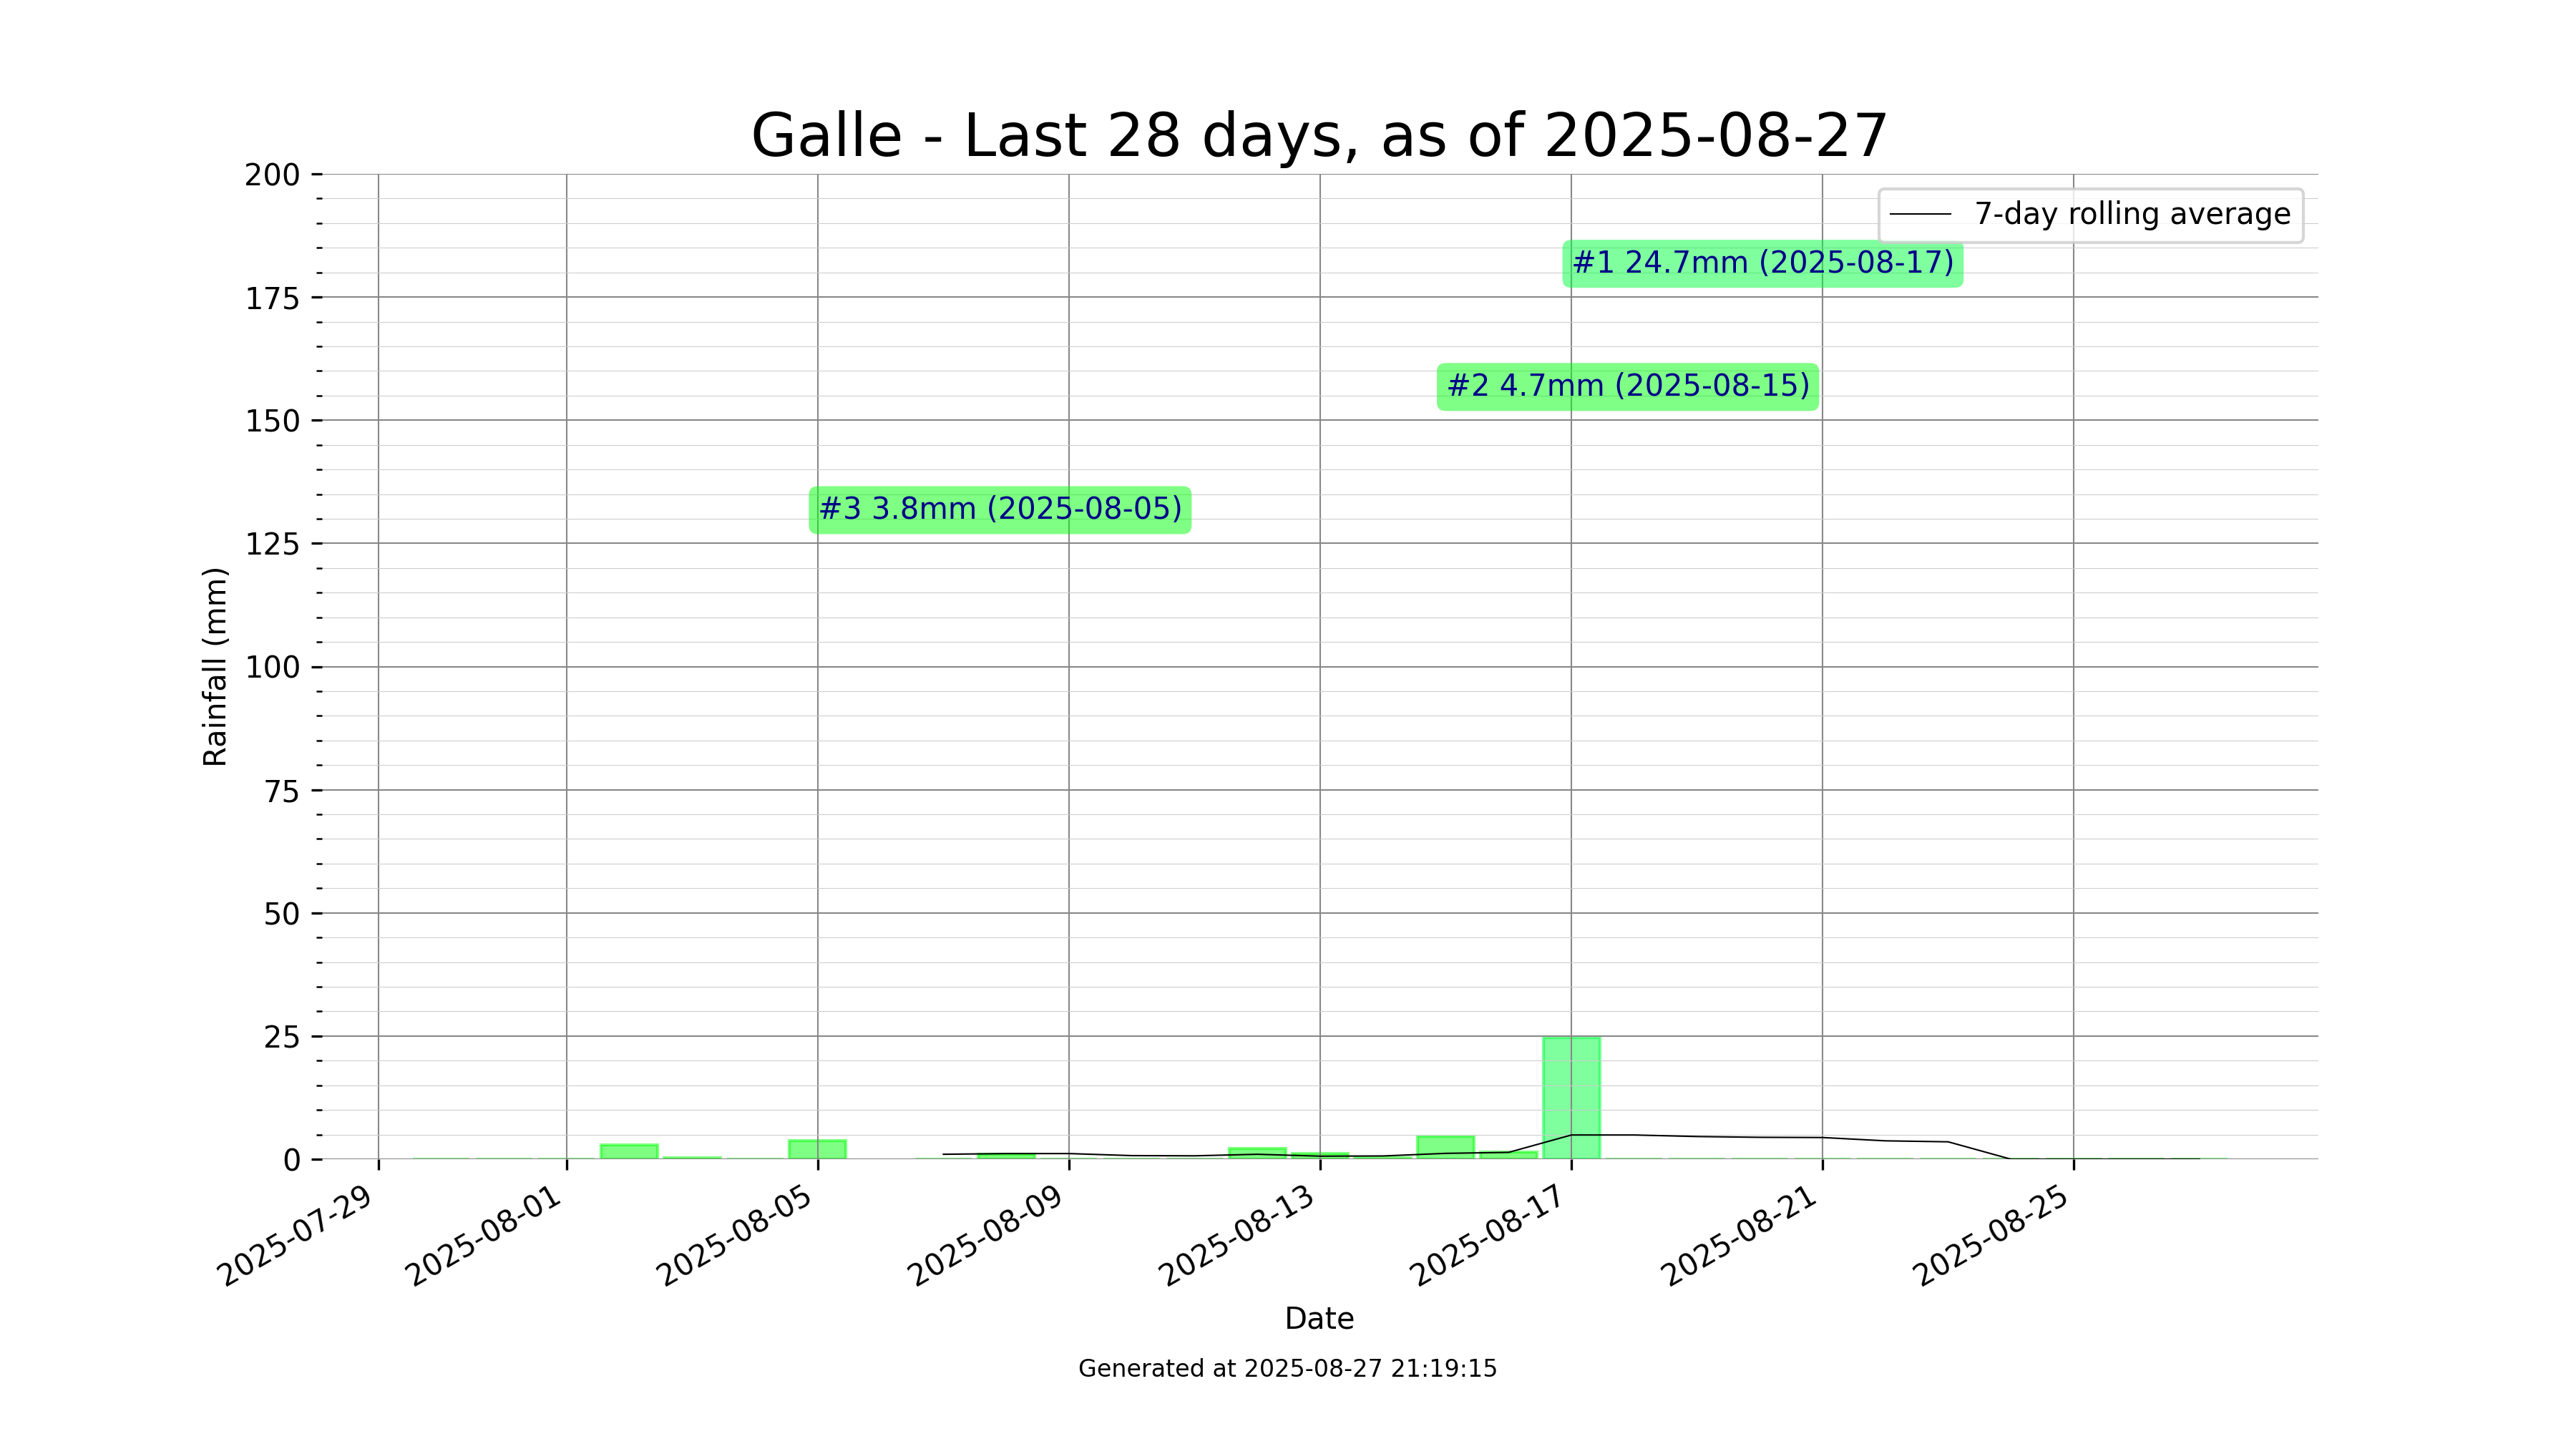 Galle - Last 28 days, as of 2025-08-27
200
7-day rolling average
#1 24.7mm (2025-08-17)
175
#2 4.7mm (2025-08-15)
150
#3 3.8mm (2025-08-05)
125
Rainfall (mm)
100
75
50
25
0
2025-07-29
2025-08-01
2025-08-05
2025-08-09
2025-08-13
2025-08-17
2025-08-21
2025-08-25
Date
Generated at 2025-08-27 21:19:15